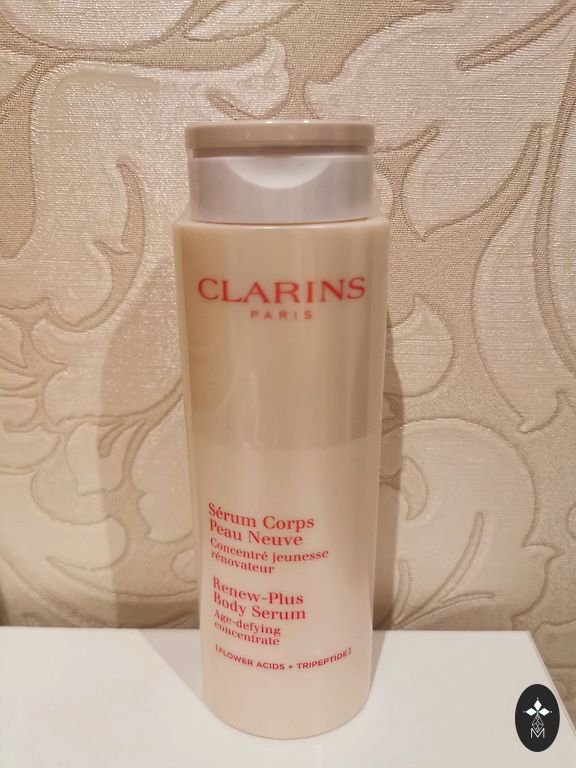 CLARINS
PARIS
Sérum Corps
Peau Neuve
Concentré jeunesse
rénovateur
Renew-Plus
Body Serum
Age-defying
concentrate
[FLOWER ACIDS + TRIPEPTIDE]